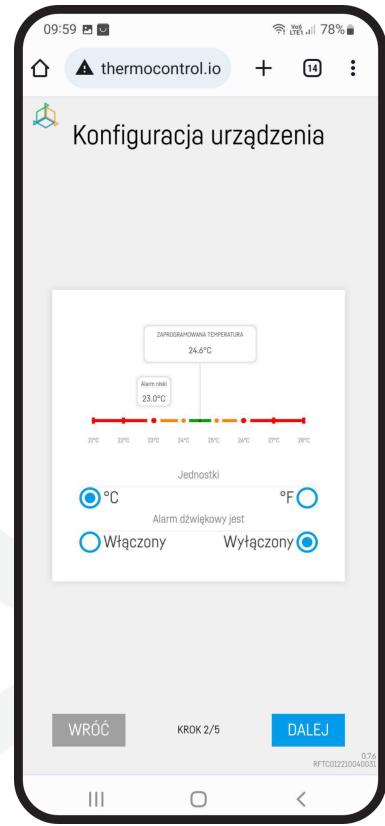 09:59 Vo) LTE1 78%
thermocontrol.io 14
Konfiguracja urządzenia
ZAPROGRAMOWANA TEMPERATURA
24.6°C
Alarm niski
23.0°C
21°C 22°C 23°C 24°C 25°C 26°C 27°C 28°C
Jednostki
°C °F
Alarm dźwiękowy jest
Włączony Wyłączony
WRÓĆ KROK 2/5 DALEJ
0.7.6
RFTC012210040031